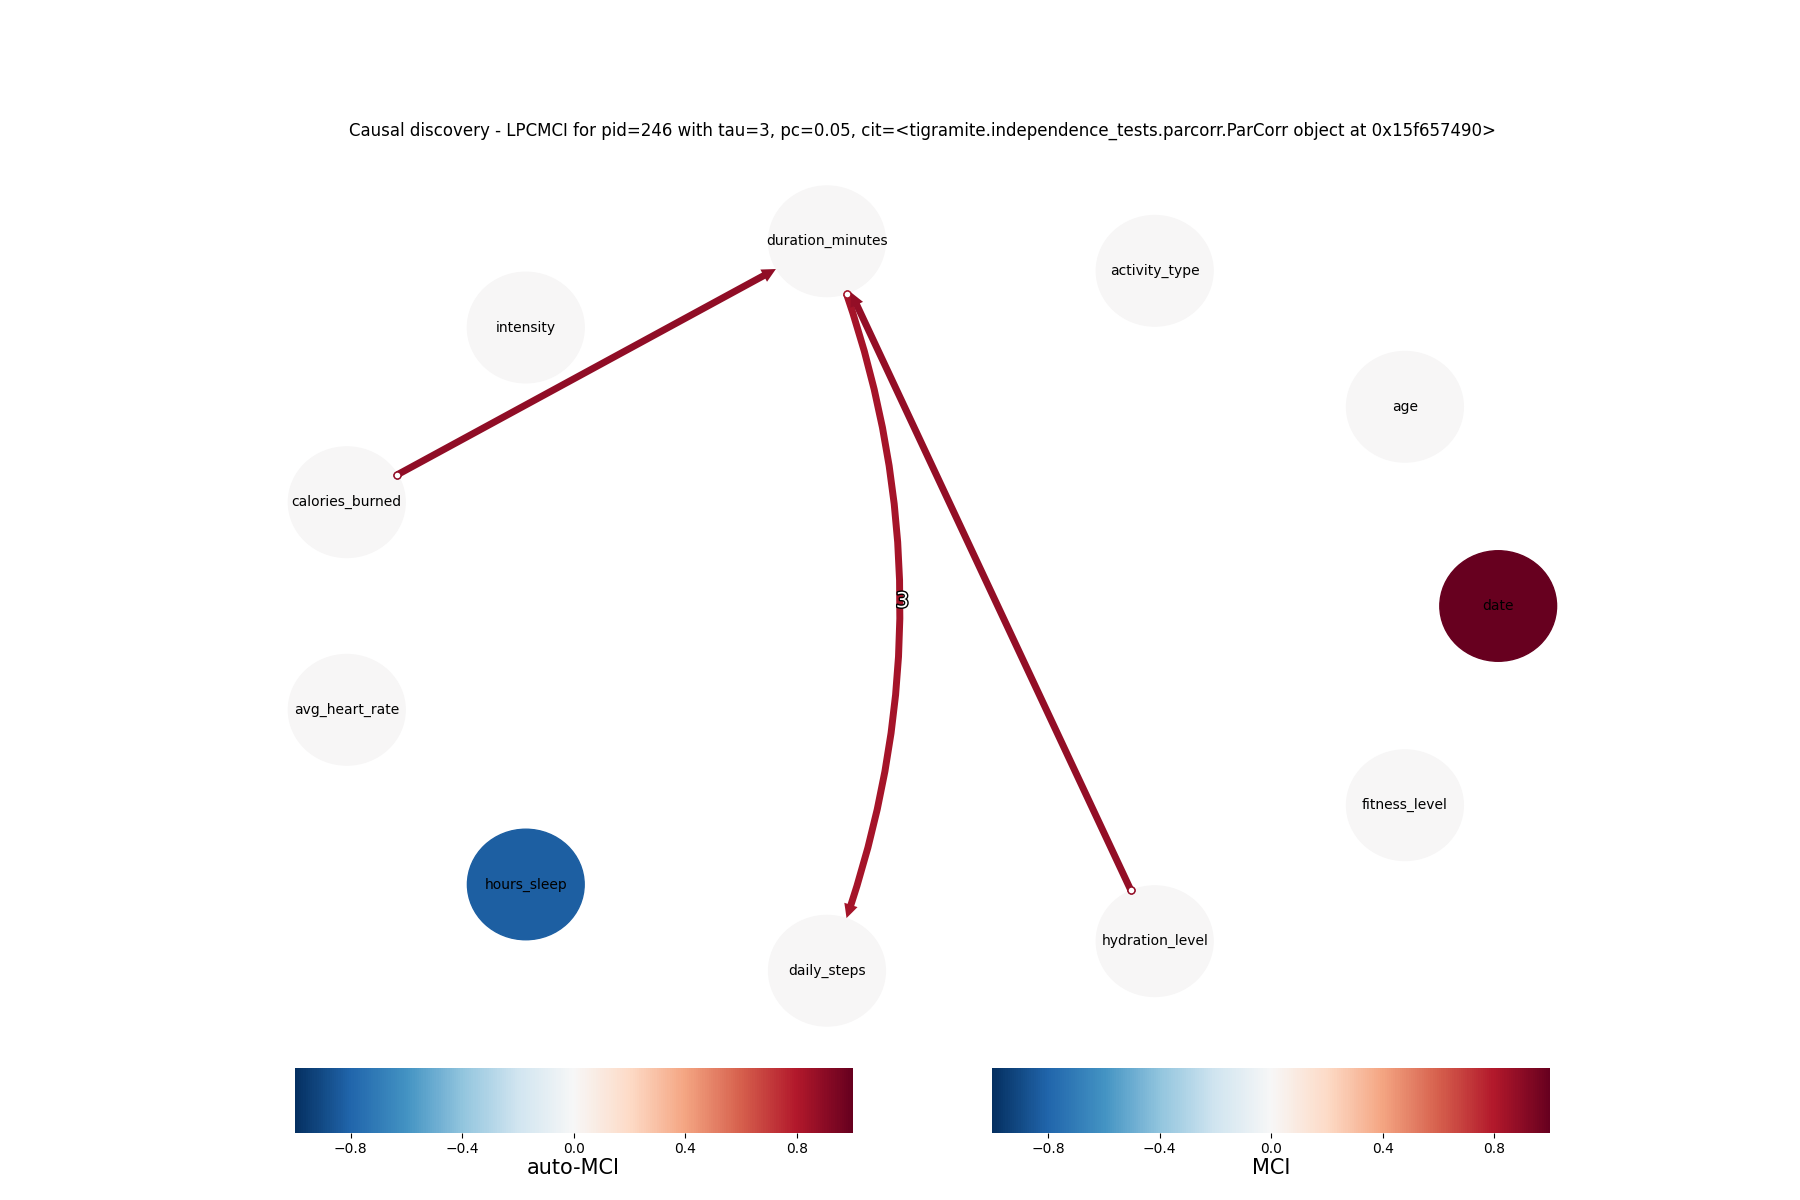 Causal discovery - LPCMCI for pid=246 with tau=3, pc=0.05, cit=<tigramite.independence_tests.parcorr.ParCorr object at 0x15f657490>
duration_minutes
activity_type
intensity
age
calories_burned
3
date
avg_heart_rate
fitness_level
hours_sleep
hydration_level
daily_steps
−0.8 −0.4 0.0 0.4 0.8
auto-MCI
−0.8 −0.4 0.0 0.4 0.8
MCI